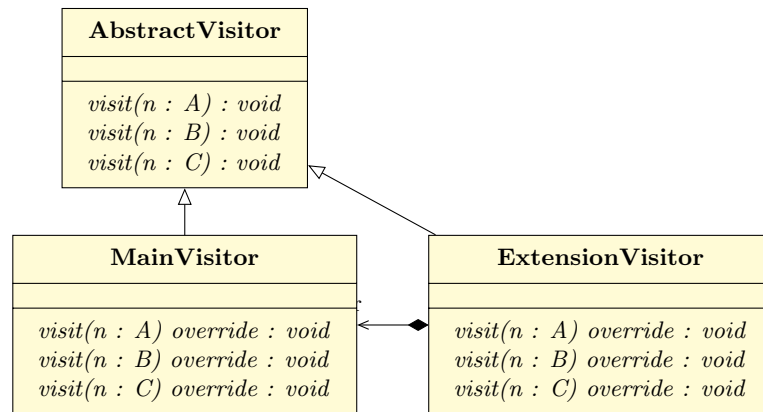 AbstractVisitor
visit(n : A) : void
visit(n : B) : void
visit(n : C) : void
MainVisitor
visit(n : A) override : void
visit(n : B) override : void
visit(n : C) override : void
ExtensionVisitor
visit(n : A) override : void
visit(n : B) override : void
visit(n : C) override : void